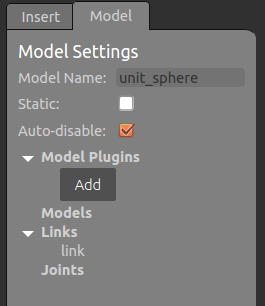 Insert Model
Model Settings
Model Name: unit_sphere
Static:
Auto-disable:
Model Plugins
Add
Models
Links
link
Joints